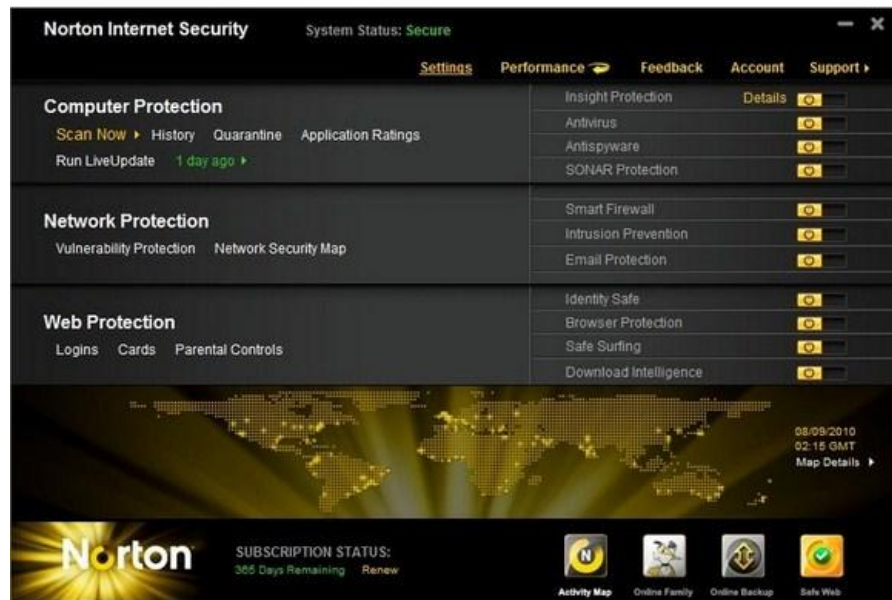 Norton Internet Security System Status: Secure
Settings Performance Feedback Account Support
Computer Protection
Scan Now History Quarantine Application Ratings
Run LiveUpdate 1 day ago
Insight Protection Details
Antivirus
Antispyware
SONAR Protection
Network Protection
Vulnerability Protection Network Security Map
Smart Firewall
Intrusion Prevention
Email Protection
Web Protection
Logins Cards Parental Controls
Identity Safe
Browser Protection
Safe Surfing
Download Intelligence
08/09/2010
02:15 GMT
Map Details
Norton
SUBSCRIPTION STATUS:
365 Days Remaining Renew
Activity Map Online Family Online Backup Safe Web